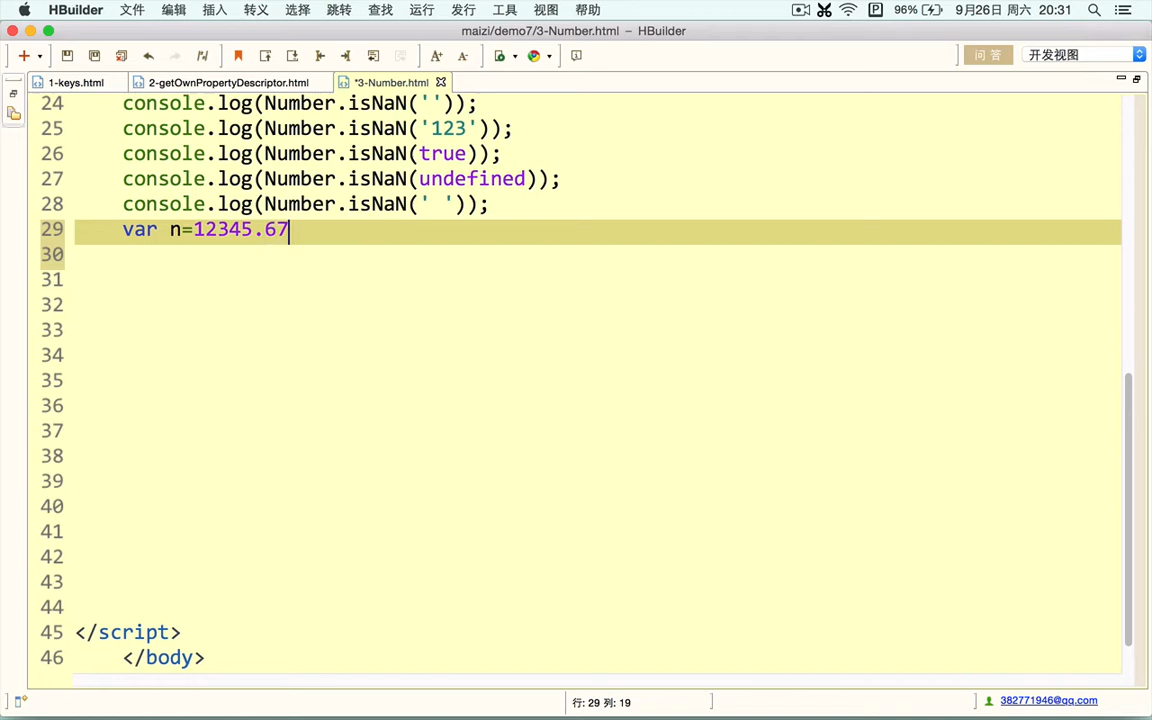 HBuilder 文件 编辑 插入 转义 选择 跳转 查找 运行 发行 工具 视图 帮助 96% 9月26日 周六 20:31
maizi/demo7/3-Number.html – HBuilder
问答 开发视图
1-keys.html 2-getOwnPropertyDescriptor.html *3-Number.html
24 console.log(Number.isNaN(''));
25 console.log(Number.isNaN('123'));
26 console.log(Number.isNaN(true));
27 console.log(Number.isNaN(undefined));
28 console.log(Number.isNaN(' '));
29 var n=12345.67
30
31
32
33
34
35
36
37
38
39
40
41
42
43
44
45 </script>
46 </body>
行: 29 列: 19 382771946@qq.com